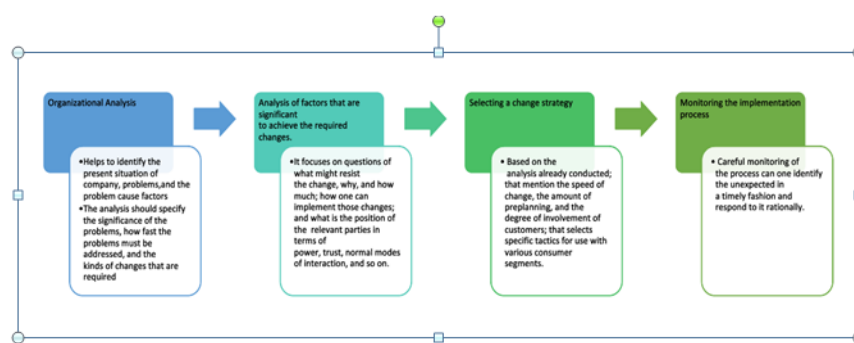 Organizational Analysis
•Helps to identify the
present situation of
company, problems,and the
problem cause factors
•The analysis should specify
the significance of the
problems, how fast the
problems must be
addressed, and the
kinds of changes that are
required
Analysis of factors that are
significant
to achieve the required
changes.
•It focuses on questions of
what might resist
the change, why, and how
much; how one can
implement those changes;
and what is the position of
the relevant parties in
terms of
power, trust, normal modes
of interaction, and so on.
Selecting a change strategy
• Based on the
analysis already conducted;
that mention the speed of
change, the amount of
preplanning, and the
degree of involvement of
customers; that selects
specific tactics for use with
various consumer
segments.
Monitoring the implementation
process
• Careful monitoring of
the process can one identify
the unexpected in
a timely fashion and
respond to it rationally.